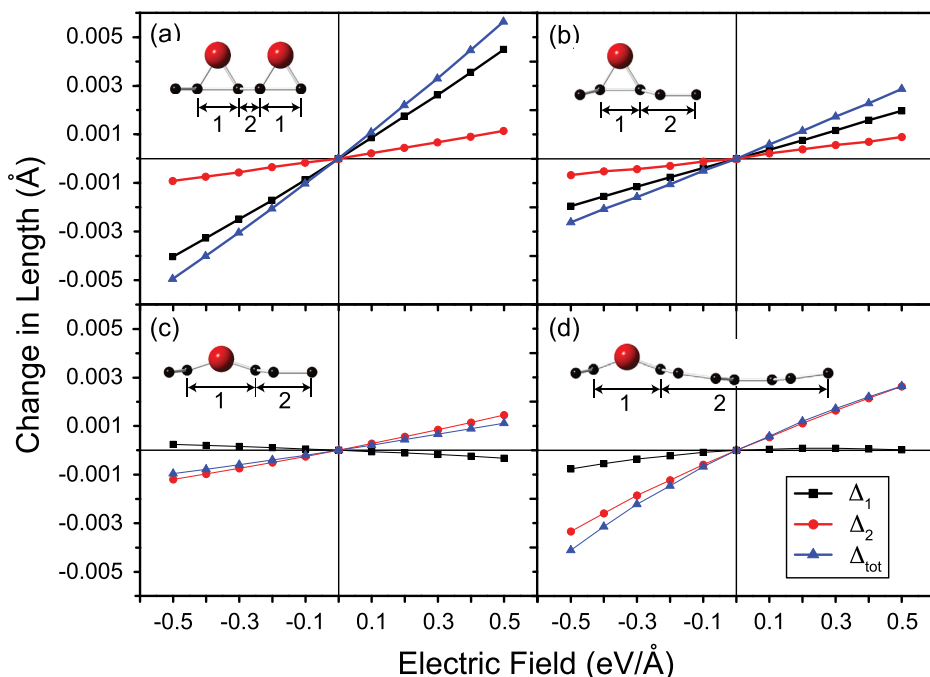 (a)
1 2 1
(b)
1 2
0.005
0.003
0.001
-0.001
-0.003
-0.005
(c)
1 2
(d)
1 2
0.005
0.003
0.001
-0.001
-0.003
-0.005
Δ1
Δ2
Δtot
-0.5 -0.3 -0.1 0.1 0.3 0.5 -0.5 -0.3 -0.1 0.1 0.3 0.5
Change in Length (Å)
Electric Field (eV/Å)